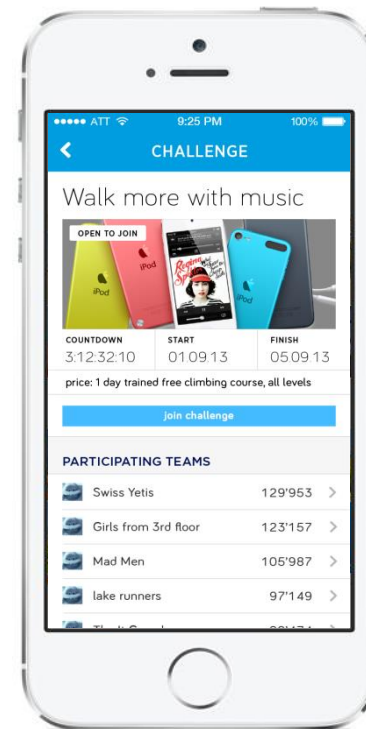 ATT 9:25 PM 100%
CHALLENGE
Walk more with music
OPEN TO JOIN
iPod
iPod
Regina
iPod
COUNTDOWN START FINISH
3:12:32:10 01.09.13 05.09.13
price: 1 day trained free climbing course, all levels
join challenge
PARTICIPATING TEAMS
Swiss Yetis 129'953
Girls from 3rd floor 123'157
Mad Men 105'987
lake runners 97'149